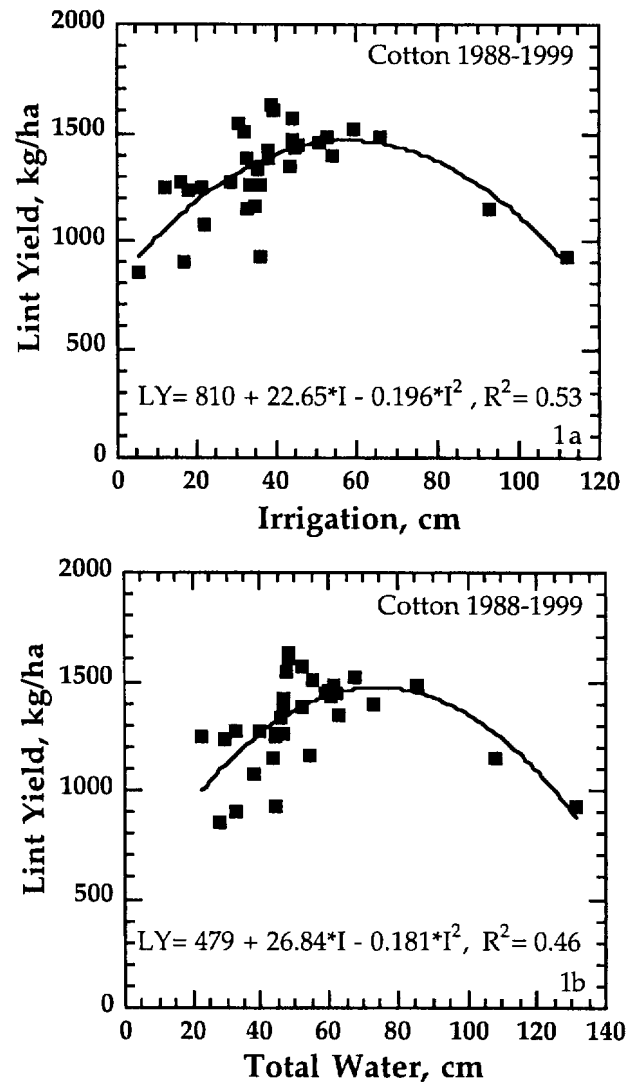 2000
Cotton 1988-1999
1500
1000
500
0
Lint Yield, kg/ha
LY= 810 + 22.65*I - 0.196*I², R²= 0.53
1a
0 20 40 60 80 100 120
Irrigation, cm
2000
Cotton 1988-1999
1500
1000
500
0
Lint Yield, kg/ha
LY= 479 + 26.84*I - 0.181*I², R²= 0.46
1b
0 20 40 60 80 100 120 140
Total Water, cm